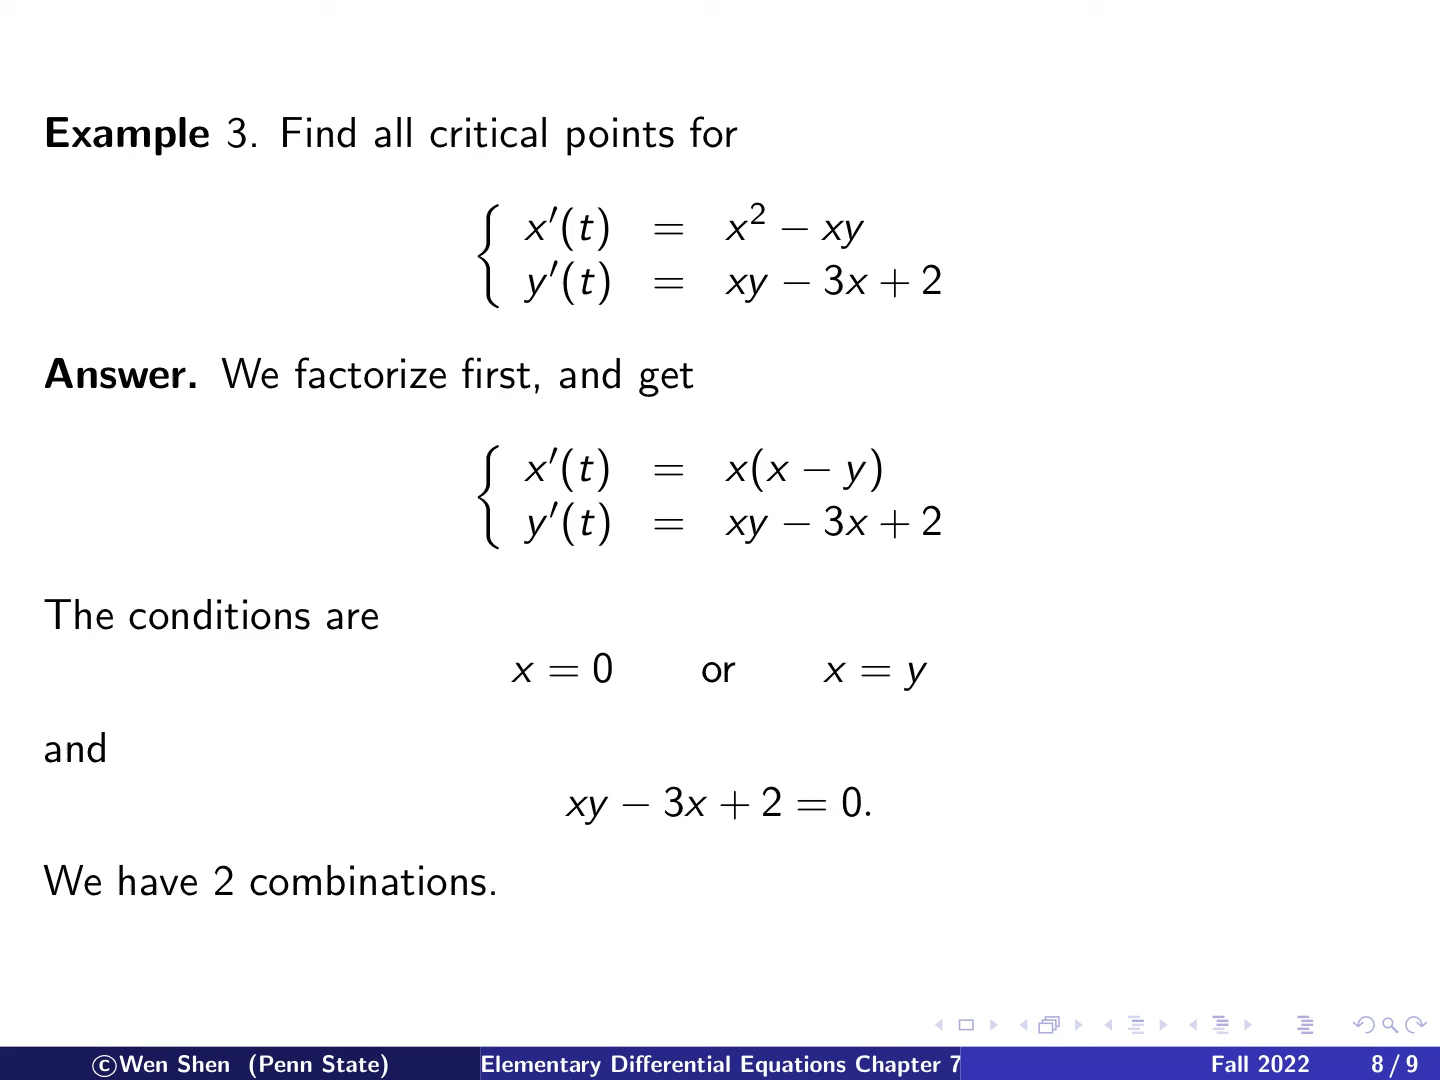 Example 3. Find all critical points for
x′(t) = x² − xy
y′(t) = xy − 3x + 2
Answer. We factorize first, and get
x′(t) = x(x − y)
y′(t) = xy − 3x + 2
The conditions are
x = 0 or x = y
and
xy − 3x + 2 = 0.
We have 2 combinations.
©Wen Shen (Penn State) Elementary Differential Equations Chapter 7 Fall 2022 8 / 9